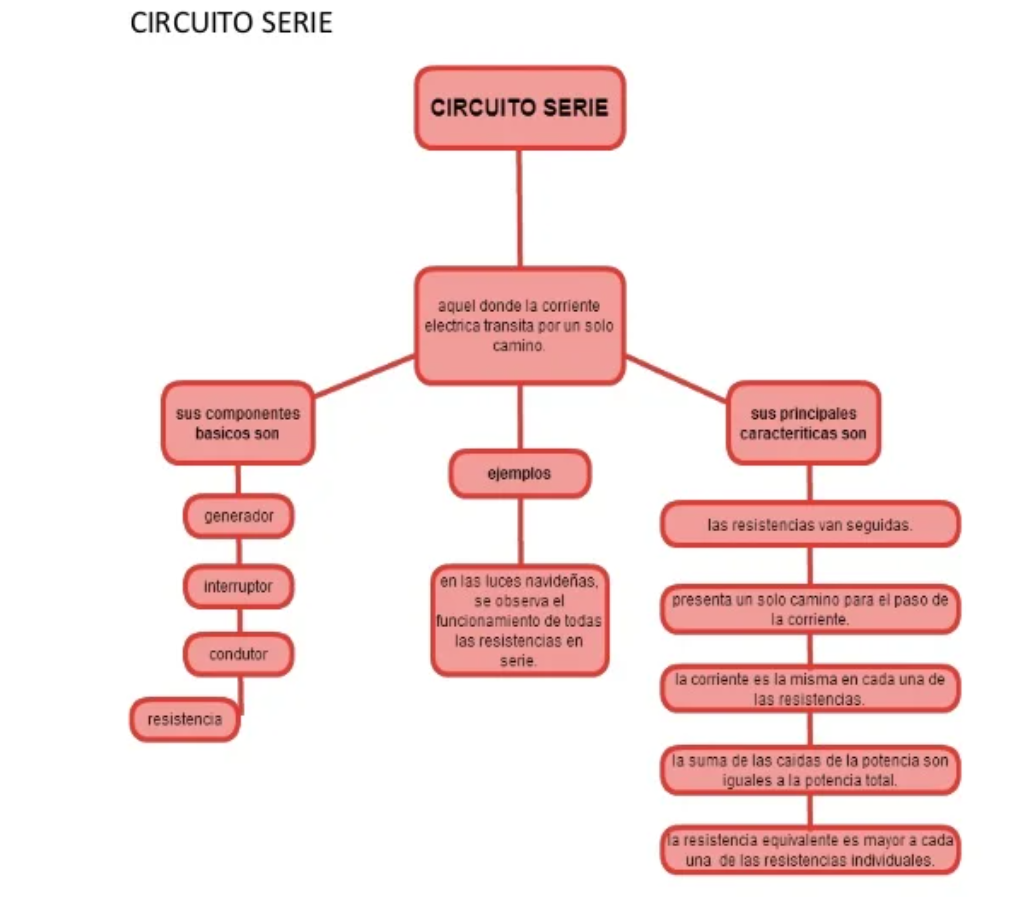 CIRCUITO SERIE
CIRCUITO SERIE
aquel donde la corriente
electrica transita por un solo
camino.
sus componentes
basicos son
generador
interruptor
condutor
resistencia
ejemplos
en las luces navideñas,
se observa el
funcionamiento de todas
las resistencias en
serie.
sus principales
caracteriticas son
las resistencias van seguidas.
presenta un solo camino para el paso de
la corriente.
la corriente es la misma en cada una de
las resistencias.
la suma de las caidas de la potencia son
iguales a la potencia total.
la resistencia equivalente es mayor a cada
una de las resistencias individuales.